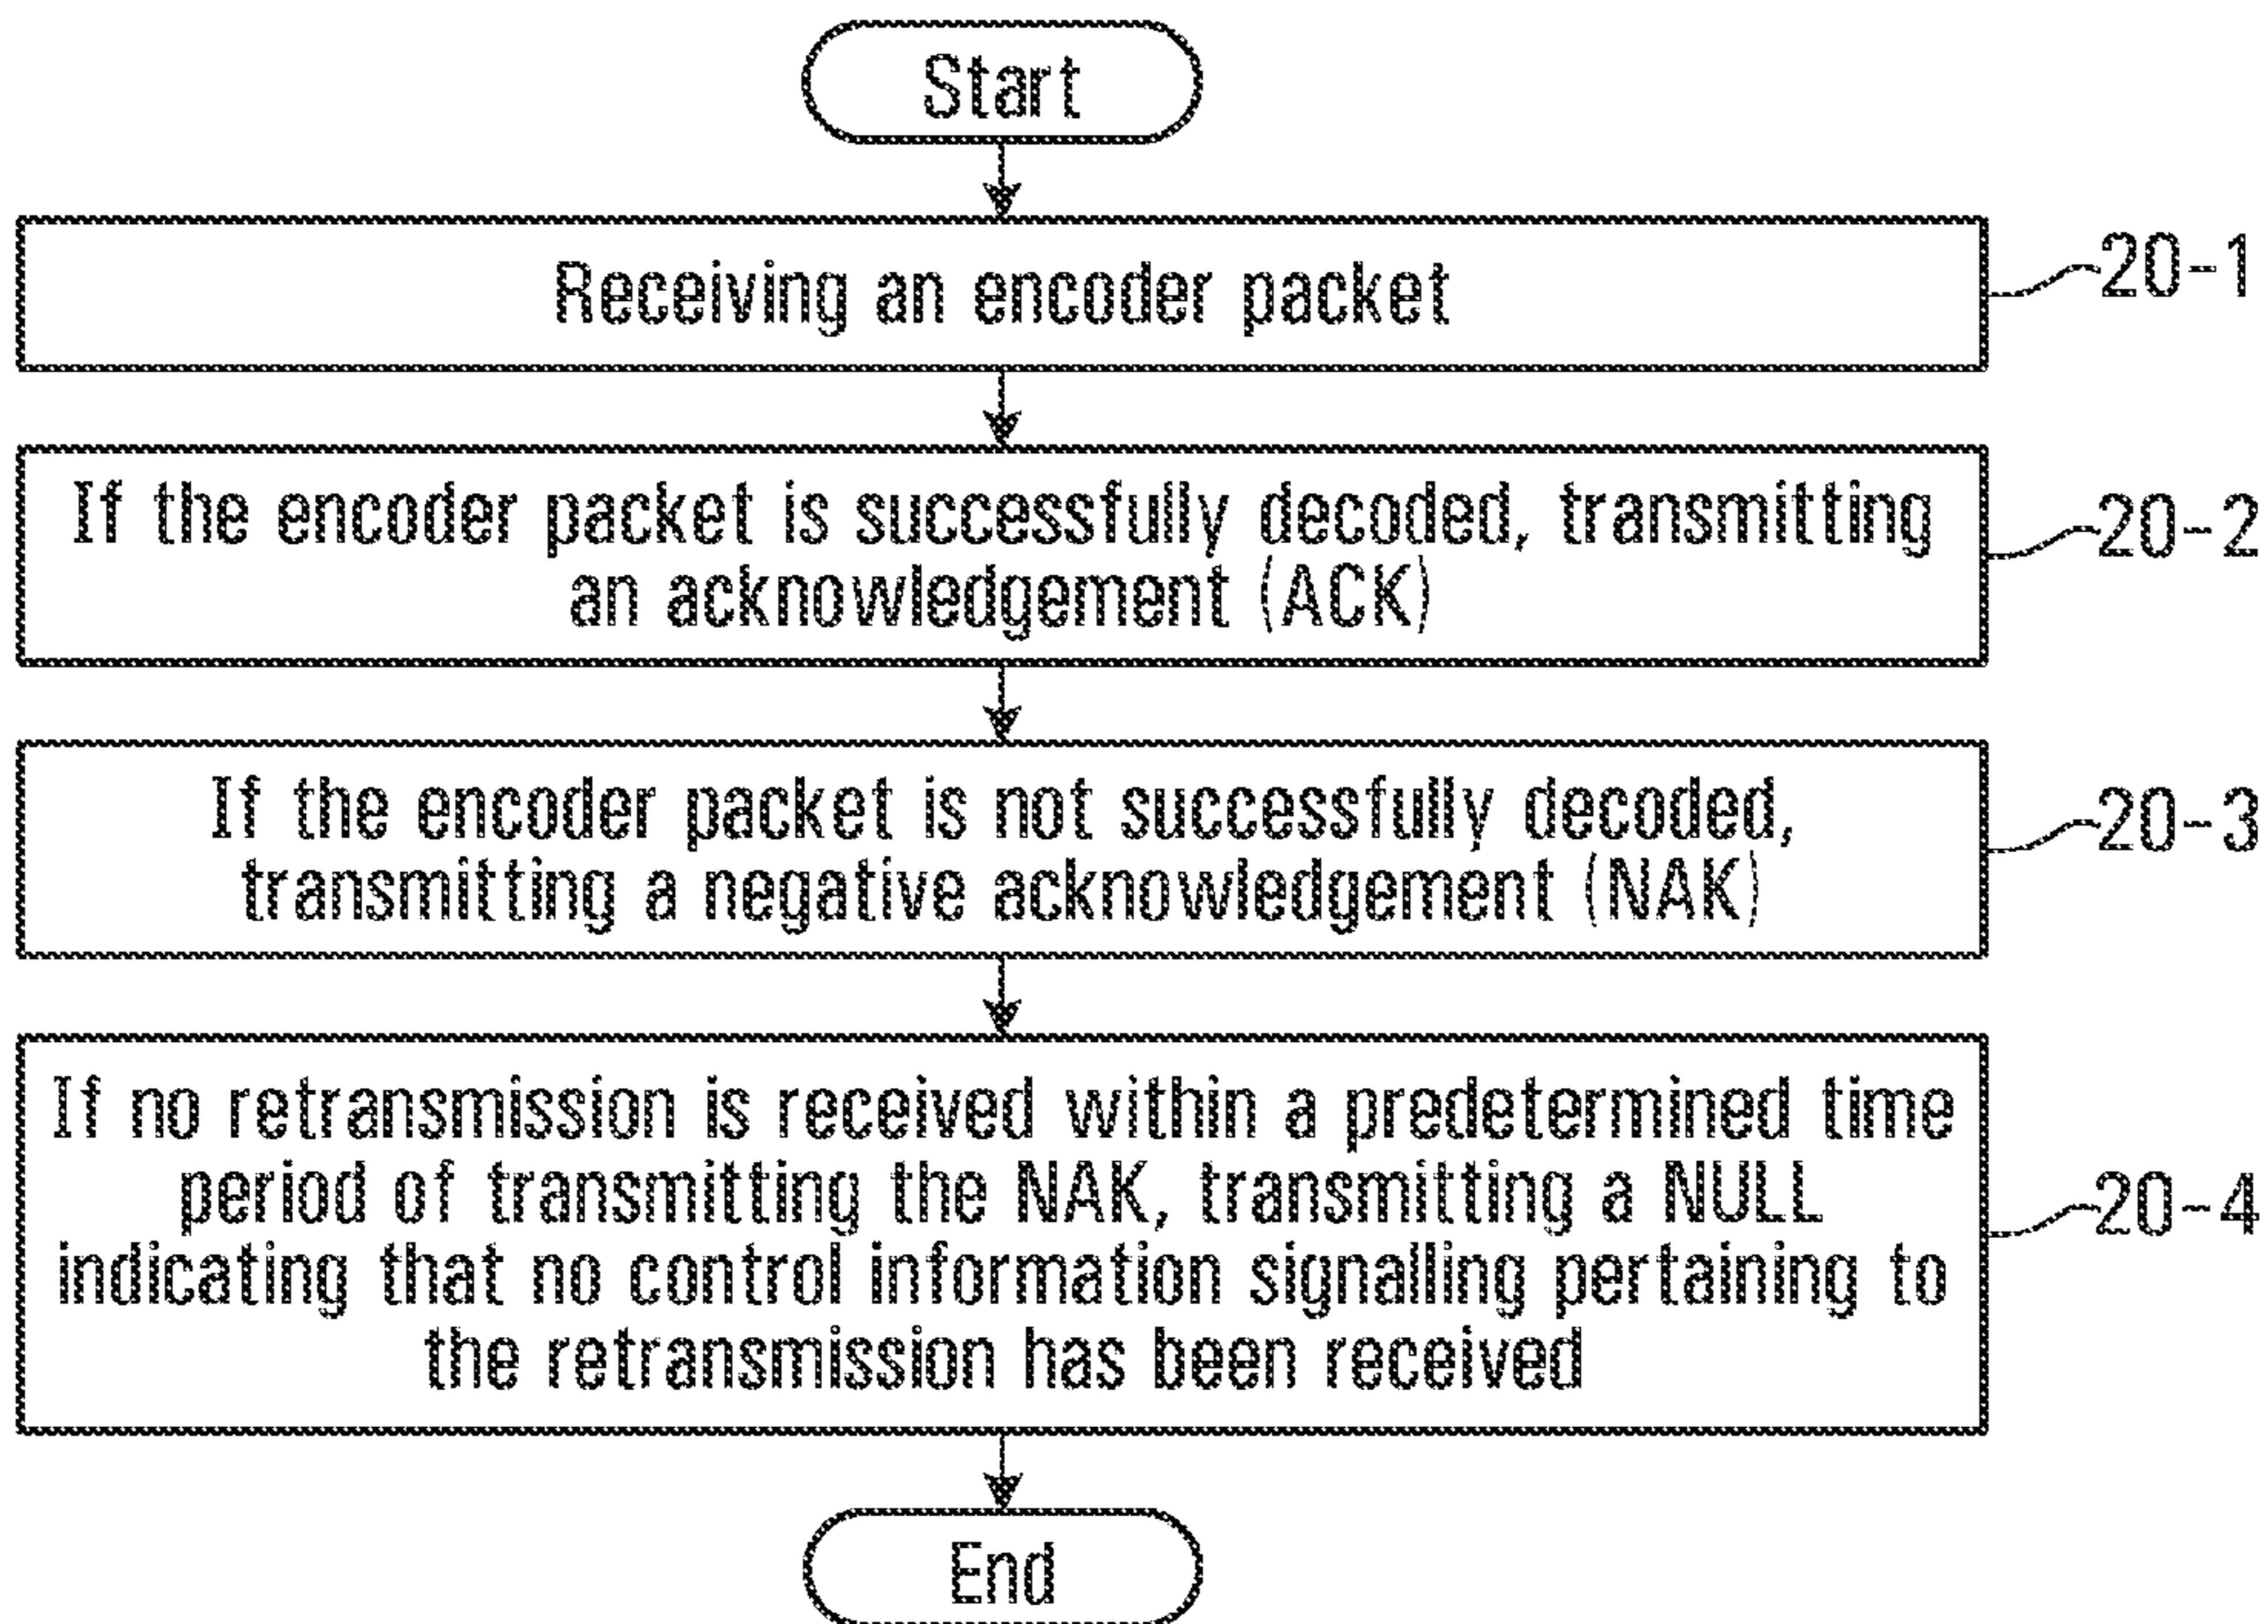 Start
Receiving an encoder packet
20-1
If the encoder packet is successfully decoded, transmitting
an acknowledgement (ACK)
20-2
If the encoder packet is not successfully decoded,
transmitting a negative acknowledgement (NAK)
20-3
If no retransmission is received within a predetermined time
period of transmitting the NAK, transmitting a NULL
indicating that no control information signalling pertaining to
the retransmission has been received
20-4
End